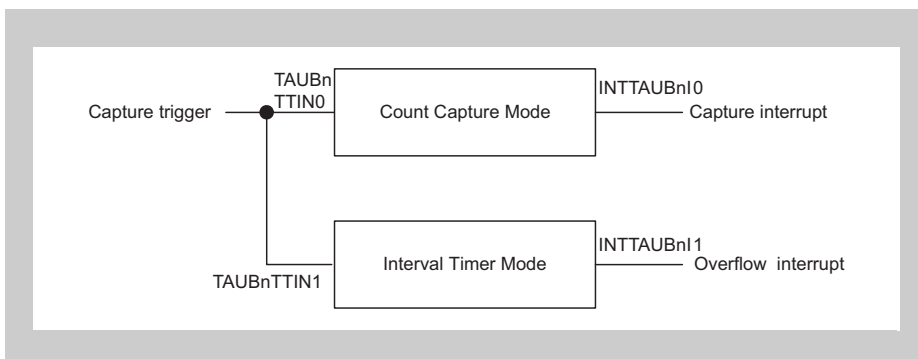 TAUBn
TTIN0
INTTAUBnI0
Capture trigger
Count Capture Mode
Capture interrupt
INTTAUBnI1
Interval Timer Mode
Overflow interrupt
TAUBnTTIN1